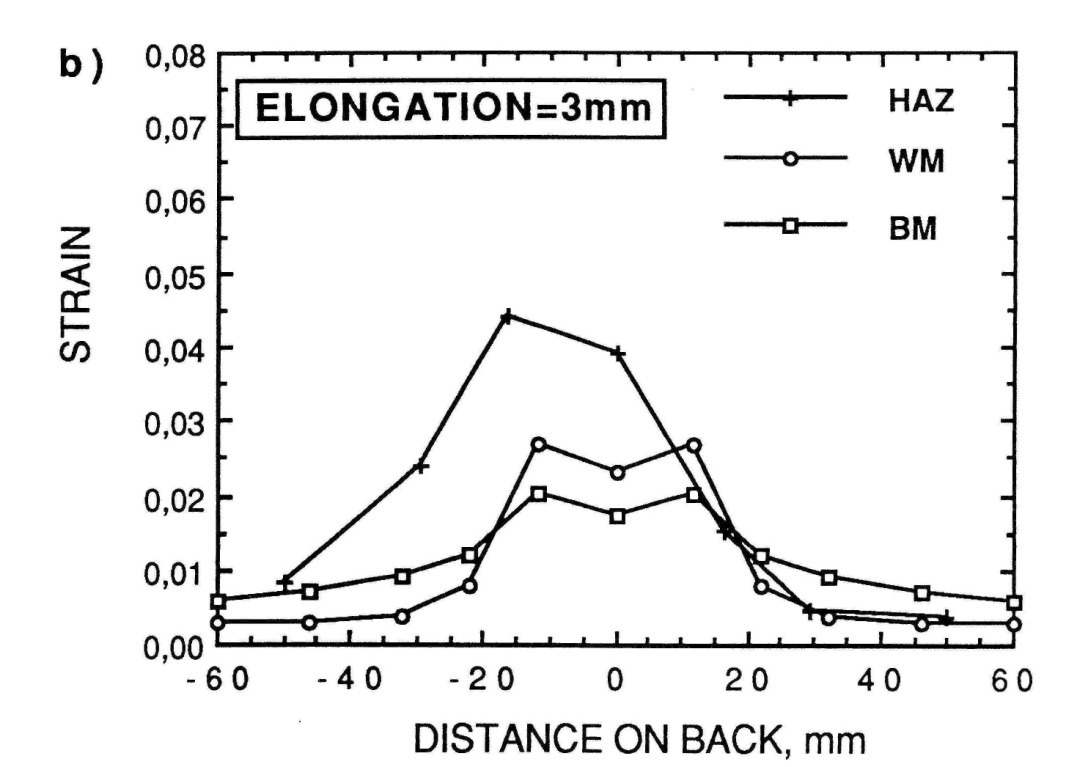 b)
0,08
0,07
0,06
0,05
0,04
0,03
0,02
0,01
0,00
STRAIN
ELONGATION=3mm
HAZ
WM
BM
-60 -40 -20 0 20 40 60
DISTANCE ON BACK, mm